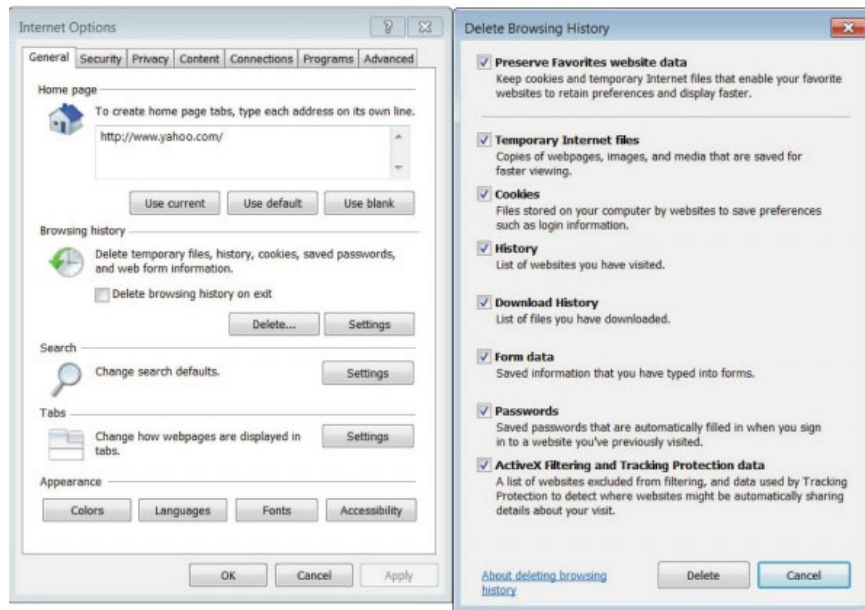 Internet Options
General Security Privacy Content Connections Programs Advanced
Home page
To create home page tabs, type each address on its own line.
http://www.yahoo.com/
Use current Use default Use blank
Browsing history
Delete temporary files, history, cookies, saved passwords,
and web form information.
Delete browsing history on exit
Delete... Settings
Search
Change search defaults.
Settings
Tabs
Change how webpages are displayed in
tabs.
Settings
Appearance
Colors Languages Fonts Accessibility
OK Cancel Apply
Delete Browsing History
Preserve Favorites website data
Keep cookies and temporary Internet files that enable your favorite
websites to retain preferences and display faster.
Temporary Internet files
Copies of webpages, images, and media that are saved for
faster viewing.
Cookies
Files stored on your computer by websites to save preferences
such as login information.
History
List of websites you have visited.
Download History
List of files you have downloaded.
Form data
Saved information that you have typed into forms.
Passwords
Saved passwords that are automatically filled in when you sign
in to a website you've previously visited.
ActiveX Filtering and Tracking Protection data
A list of websites excluded from filtering, and data used by Tracking
Protection to detect where websites might be automatically sharing
details about your visit.
About deleting browsing
history
Delete Cancel